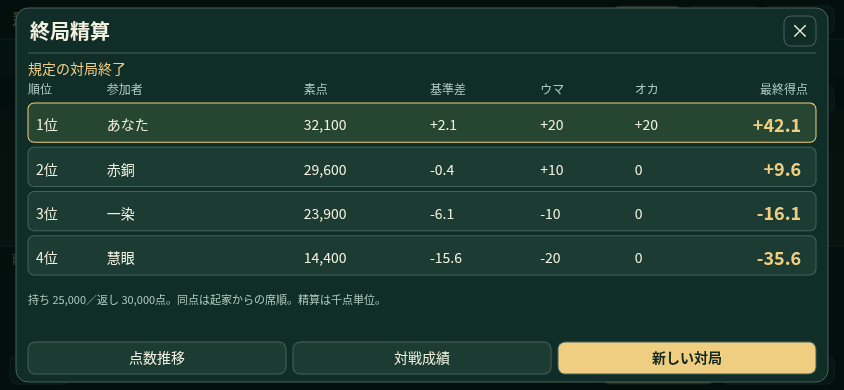 終局精算
規定の対局終了
順位 参加者 素点 基準差 ウマ オカ 最終得点
1位 あなた 32,100 +2.1 +20 +20 +42.1
2位 赤銅 29,600 -0.4 +10 0 +9.6
3位 一染 23,900 -6.1 -10 0 -16.1
4位 慧眼 14,400 -15.6 -20 0 -35.6
持ち 25,000／返し 30,000点。同点は起家からの席順。精算は千点単位。
点数推移 対戦成績 新しい対局